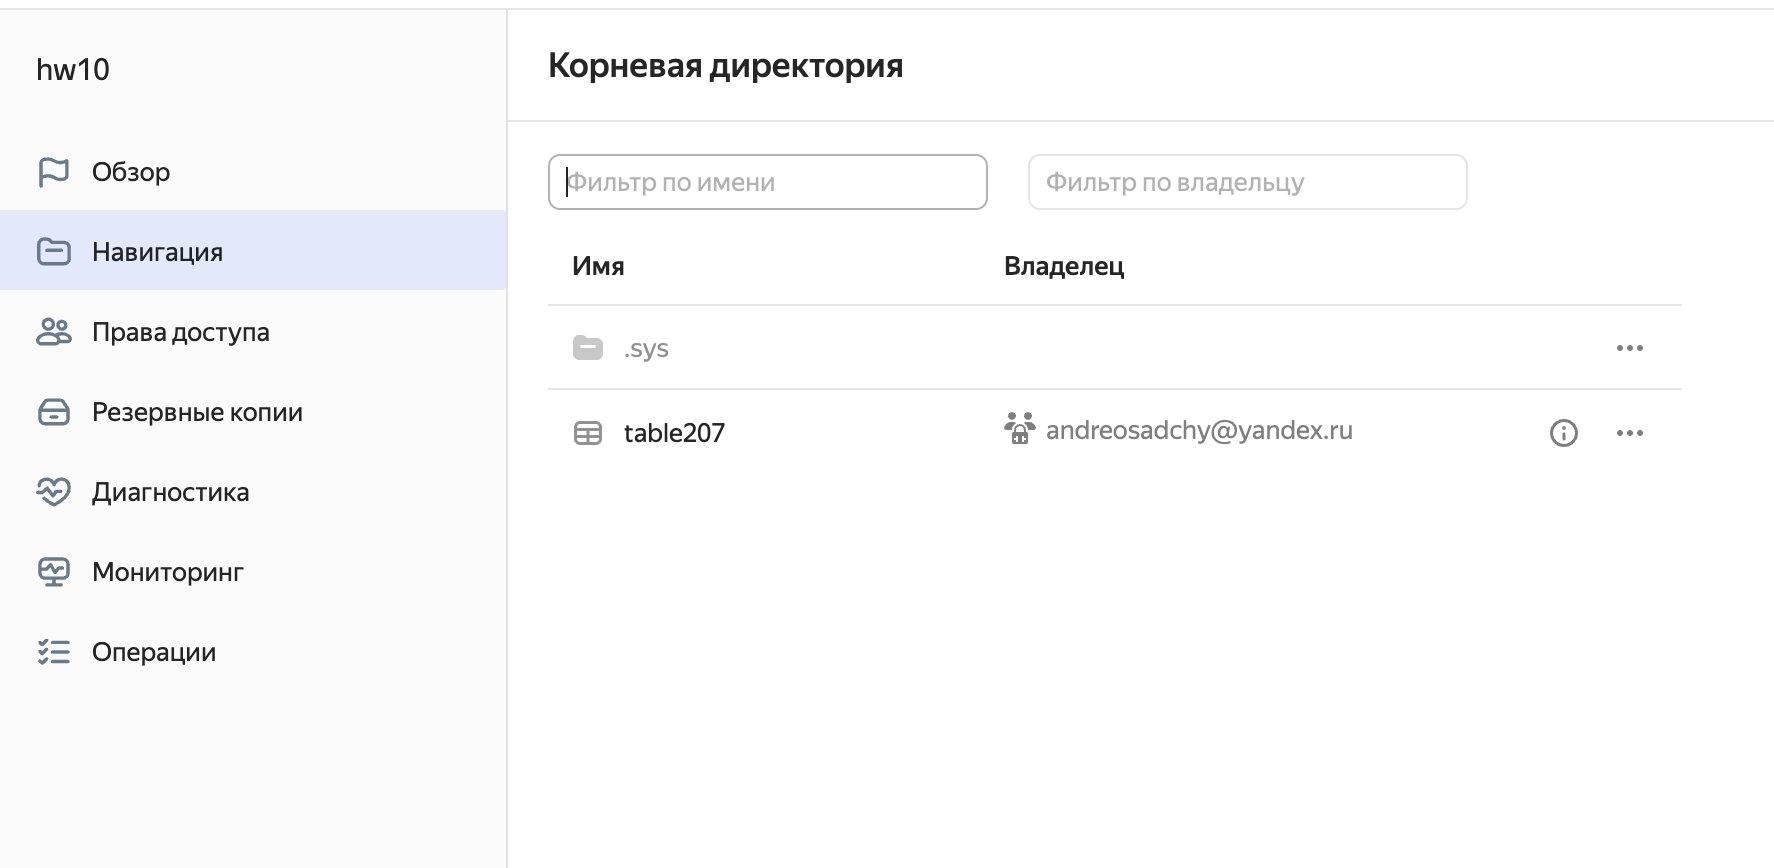 hw10
Обзор
Навигация
Права доступа
Резервные копии
Диагностика
Мониторинг
Операции
Корневая директория
Фильтр по имени
Фильтр по владельцу
Имя
Владелец
.sys
table207
andreosadchy@yandex.ru